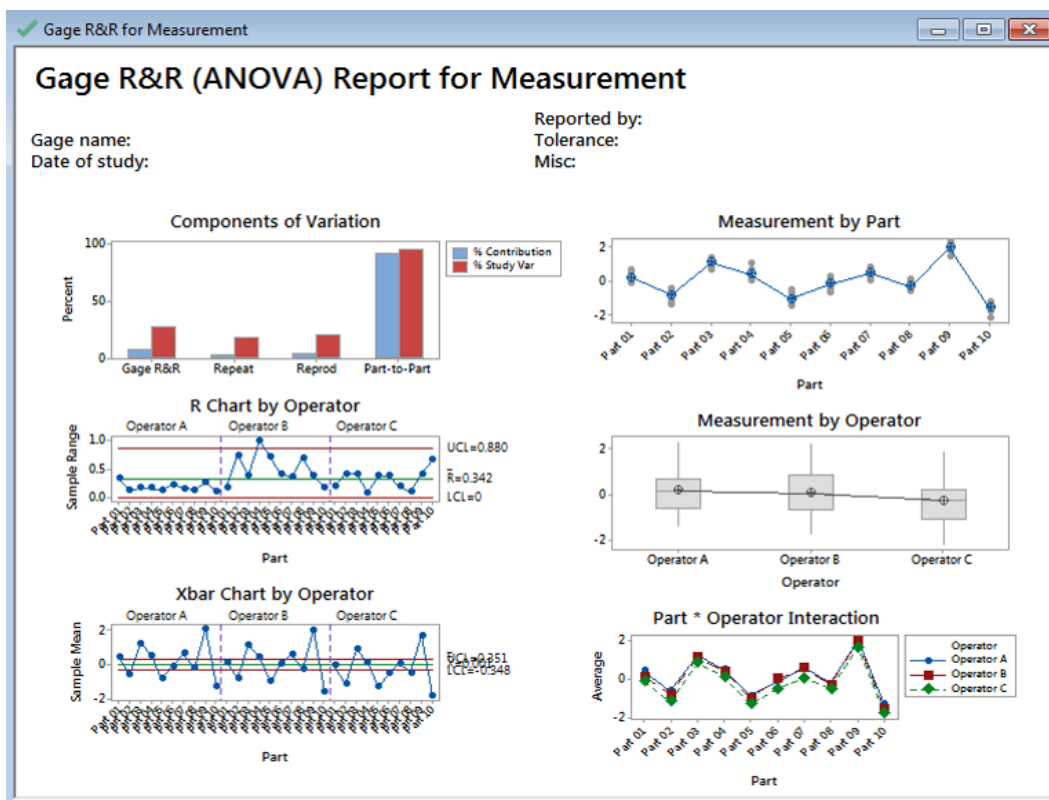 Gage R&R for Measurement
Gage R&R (ANOVA) Report for Measurement
Reported by:
Gage name:
Tolerance:
Date of study:
Misc:
Components of Variation
100
50
0
Percent
Gage R&R Repeat Reprod Part-to-Part
% Contribution
% Study Var
Measurement by Part
2
0
-2
Part 01 Part 02 Part 03 Part 04 Part 05 Part 06 Part 07 Part 08 Part 09 Part 10
Part
R Chart by Operator
Operator A Operator B Operator C
1.0
0.5
0.0
Sample Range
UCL=0.880
R=0.342
LCL=0
Part
Measurement by Operator
2
0
-2
Operator A Operator B Operator C
Operator
Xbar Chart by Operator
Operator A Operator B Operator C
2
0
-2
Sample Mean
UCL=0.351
LCL=-0.348
Part
Part * Operator Interaction
2
0
-2
Average
Part 01 Part 02 Part 03 Part 04 Part 05 Part 06 Part 07 Part 08 Part 09 Part 10
Part
Operator
Operator A
Operator B
Operator C